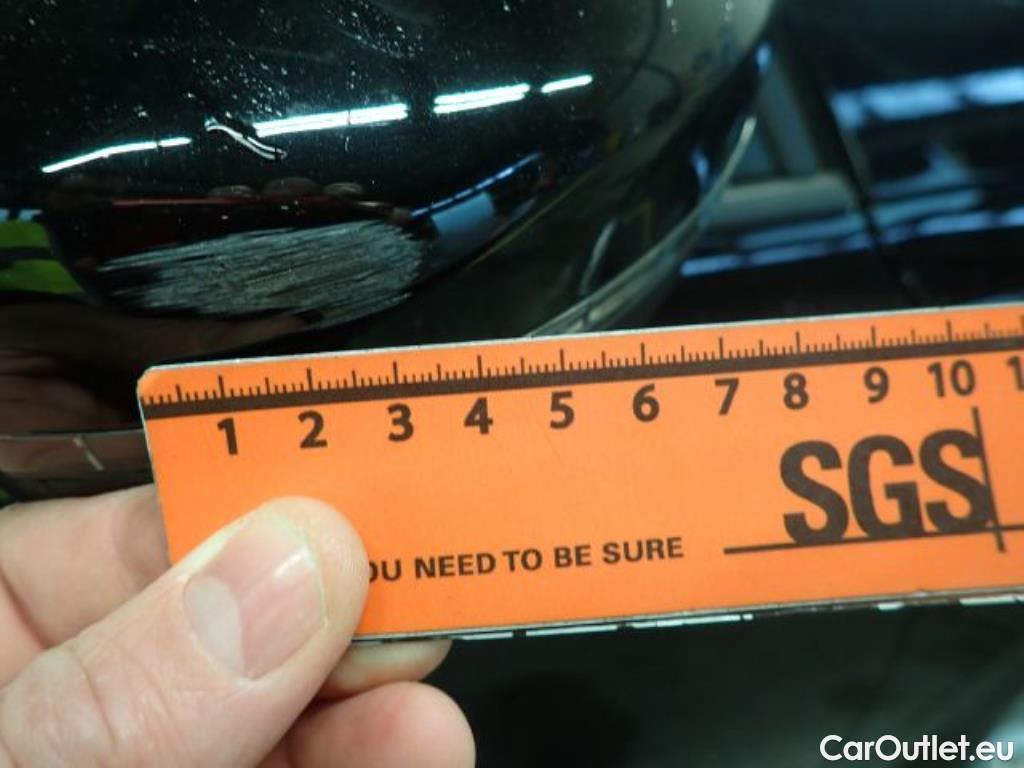 1 2 3 4 5 6 7 8 9 10
SGS
OU NEED TO BE SURE
CarOutlet.eu